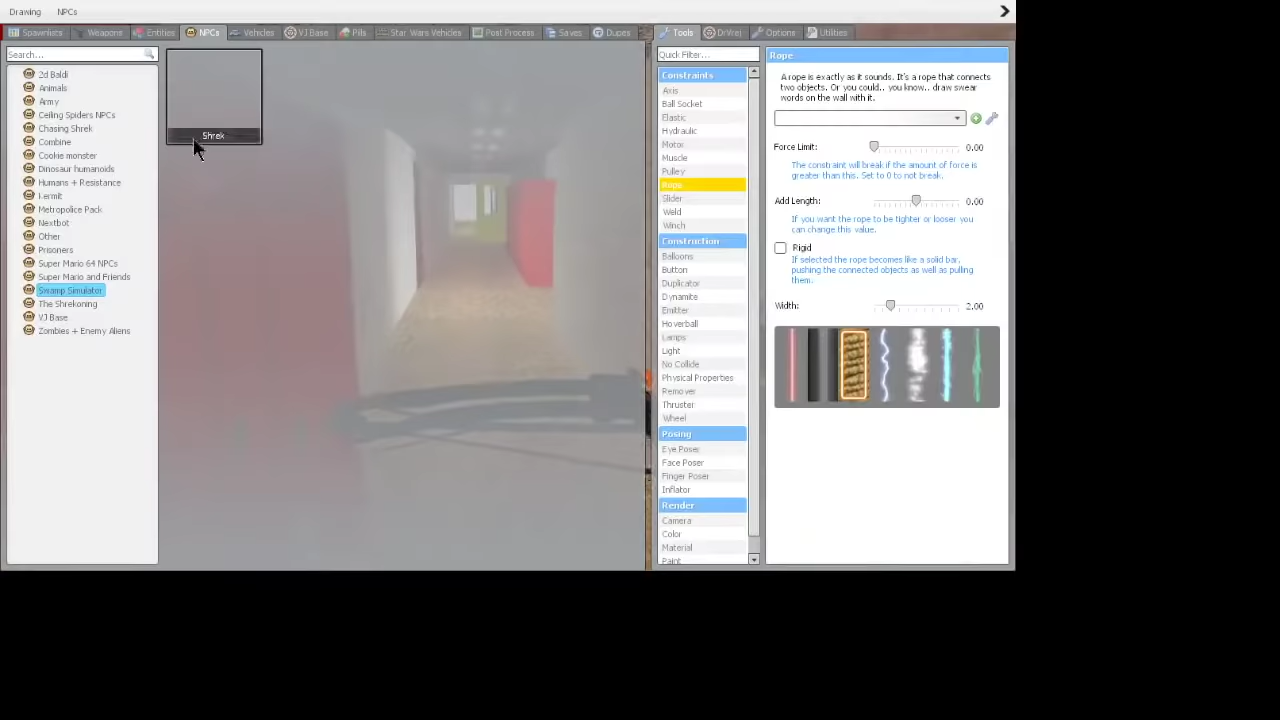 Drawing NPCs
Spawnlists Weapons Entities NPCs Vehicles VJ Base Pills Star Wars Vehicles Post Process Saves Dupes
Tools DrVrej Options Utilities
Search...
2d Baldi
Animals
Army
Ceiling Spiders NPCs
Chasing Shrek
Combine
Cookie monster
Dinosaur humanoids
Humans + Resistance
Kermit
Metropolice Pack
Nextbot
Other
Prisoners
Super Mario 64 NPCs
Super Mario and Friends
Swamp Simulator
The Shrekoning
VJ Base
Zombies + Enemy Aliens
Shrek
Quick Filter...
Constraints
Axis
Ball Socket
Elastic
Hydraulic
Motor
Muscle
Pulley
Rope
Slider
Weld
Winch
Construction
Balloons
Button
Duplicator
Dynamite
Emitter
Hoverball
Lamps
Light
No Collide
Physical Properties
Remover
Thruster
Wheel
Posing
Eye Poser
Face Poser
Finger Poser
Inflator
Render
Camera
Color
Material
Paint
Rope
A rope is exactly as it sounds. It's a rope that connects
two objects. Or you could.. you know.. draw swear
words on the wall with it.
Force Limit: 0.00
The constraint will break if the amount of force is
greater than this. Set to 0 to not break.
Add Length: 0.00
If you want the rope to be tighter or looser you
can change this value.
Rigid
If selected the rope becomes like a solid bar,
pushing the connected objects as well as pulling
them.
Width: 2.00